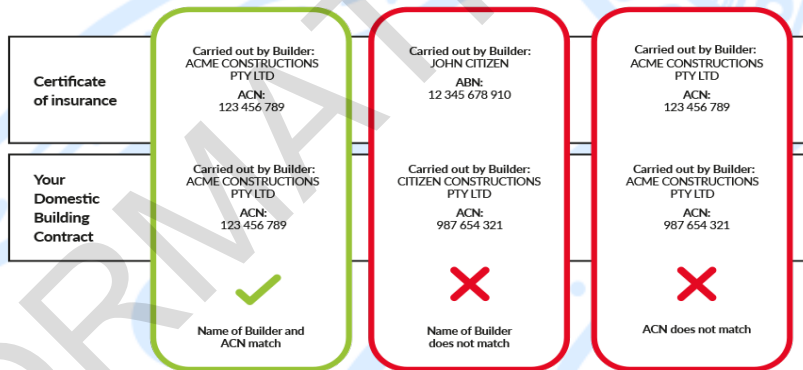 Certificate
of insurance
Carried out by Builder:
ACME CONSTRUCTIONS
PTY LTD
ACN:
123 456 789
Carried out by Builder:
JOHN CITIZEN
ABN:
12 345 678 910
Carried out by Builder:
ACME CONSTRUCTIONS
PTY LTD
ACN:
123 456 789
Your
Domestic
Building
Contract
Carried out by Builder:
ACME CONSTRUCTIONS
PTY LTD
ACN:
123 456 789
Carried out by Builder:
CITIZEN CONSTRUCTIONS
PTY LTD
ACN:
987 654 321
Carried out by Builder:
ACME CONSTRUCTIONS
PTY LTD
ACN:
987 654 321
Name of Builder and
ACN match
Name of Builder
does not match
ACN does not match